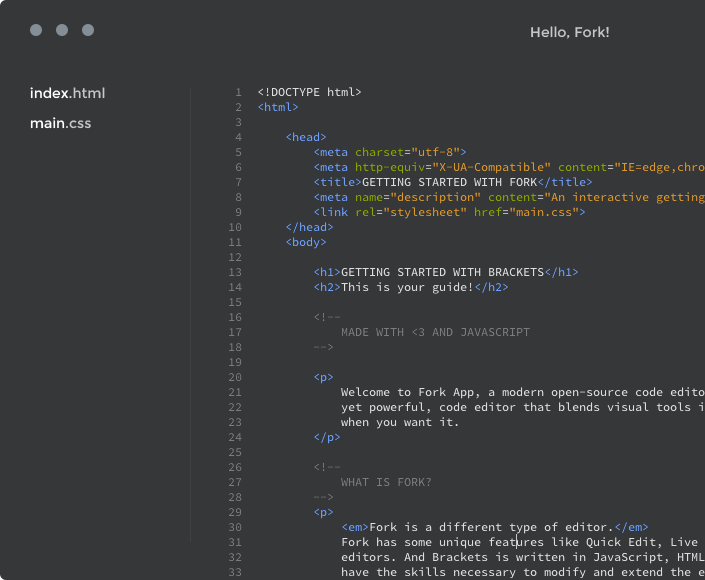 Hello, Fork!
index.html
main.css
1 <!DOCTYPE html>
2 <html>
3
4 <head>
5 <meta charset="utf-8">
6 <meta http-equiv="X-UA-Compatible" content="IE=edge,chro
7 <title>GETTING STARTED WITH FORK</title>
8 <meta name="description" content="An interactive getting
9 <link rel="stylesheet" href="main.css">
10 </head>
11 <body>
12
13 <h1>GETTING STARTED WITH BRACKETS</h1>
14 <h2>This is your guide!</h2>
15
16 <!--
17 MADE WITH <3 AND JAVASCRIPT
18 -->
19
20 <p>
21 Welcome to Fork App, a modern open-source code edito
22 yet powerful, code editor that blends visual tools i
23 when you want it.
24 </p>
25
26 <!--
27 WHAT IS FORK?
28 -->
29 <p>
30 <em>Fork is a different type of editor.</em>
31 Fork has some unique features like Quick Edit, Live
32 editors. And Brackets is written in JavaScript, HTML
33 have the skills necessary to modify and extend the e